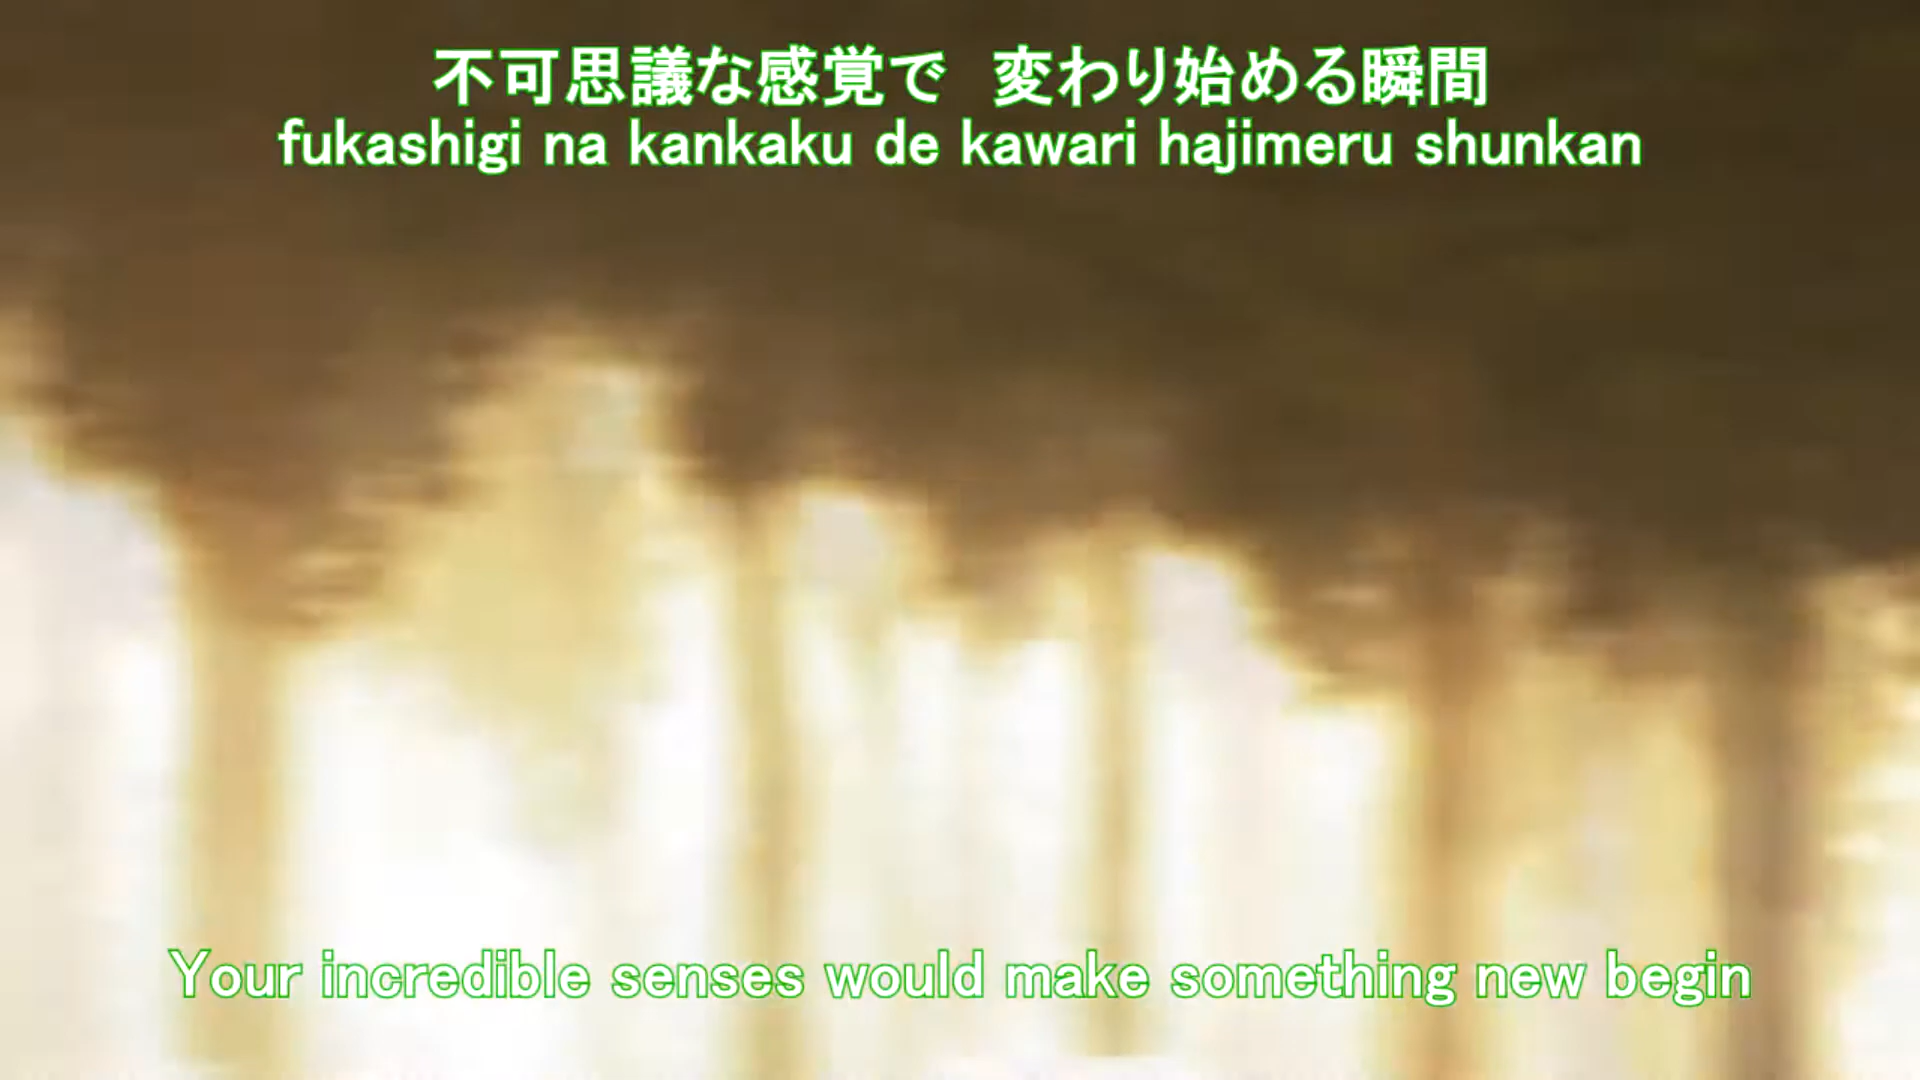 不可思議な感覚で　変わり始める瞬間
fukashigi na kankaku de kawari hajimeru shunkan
Your incredible senses would make something new begin